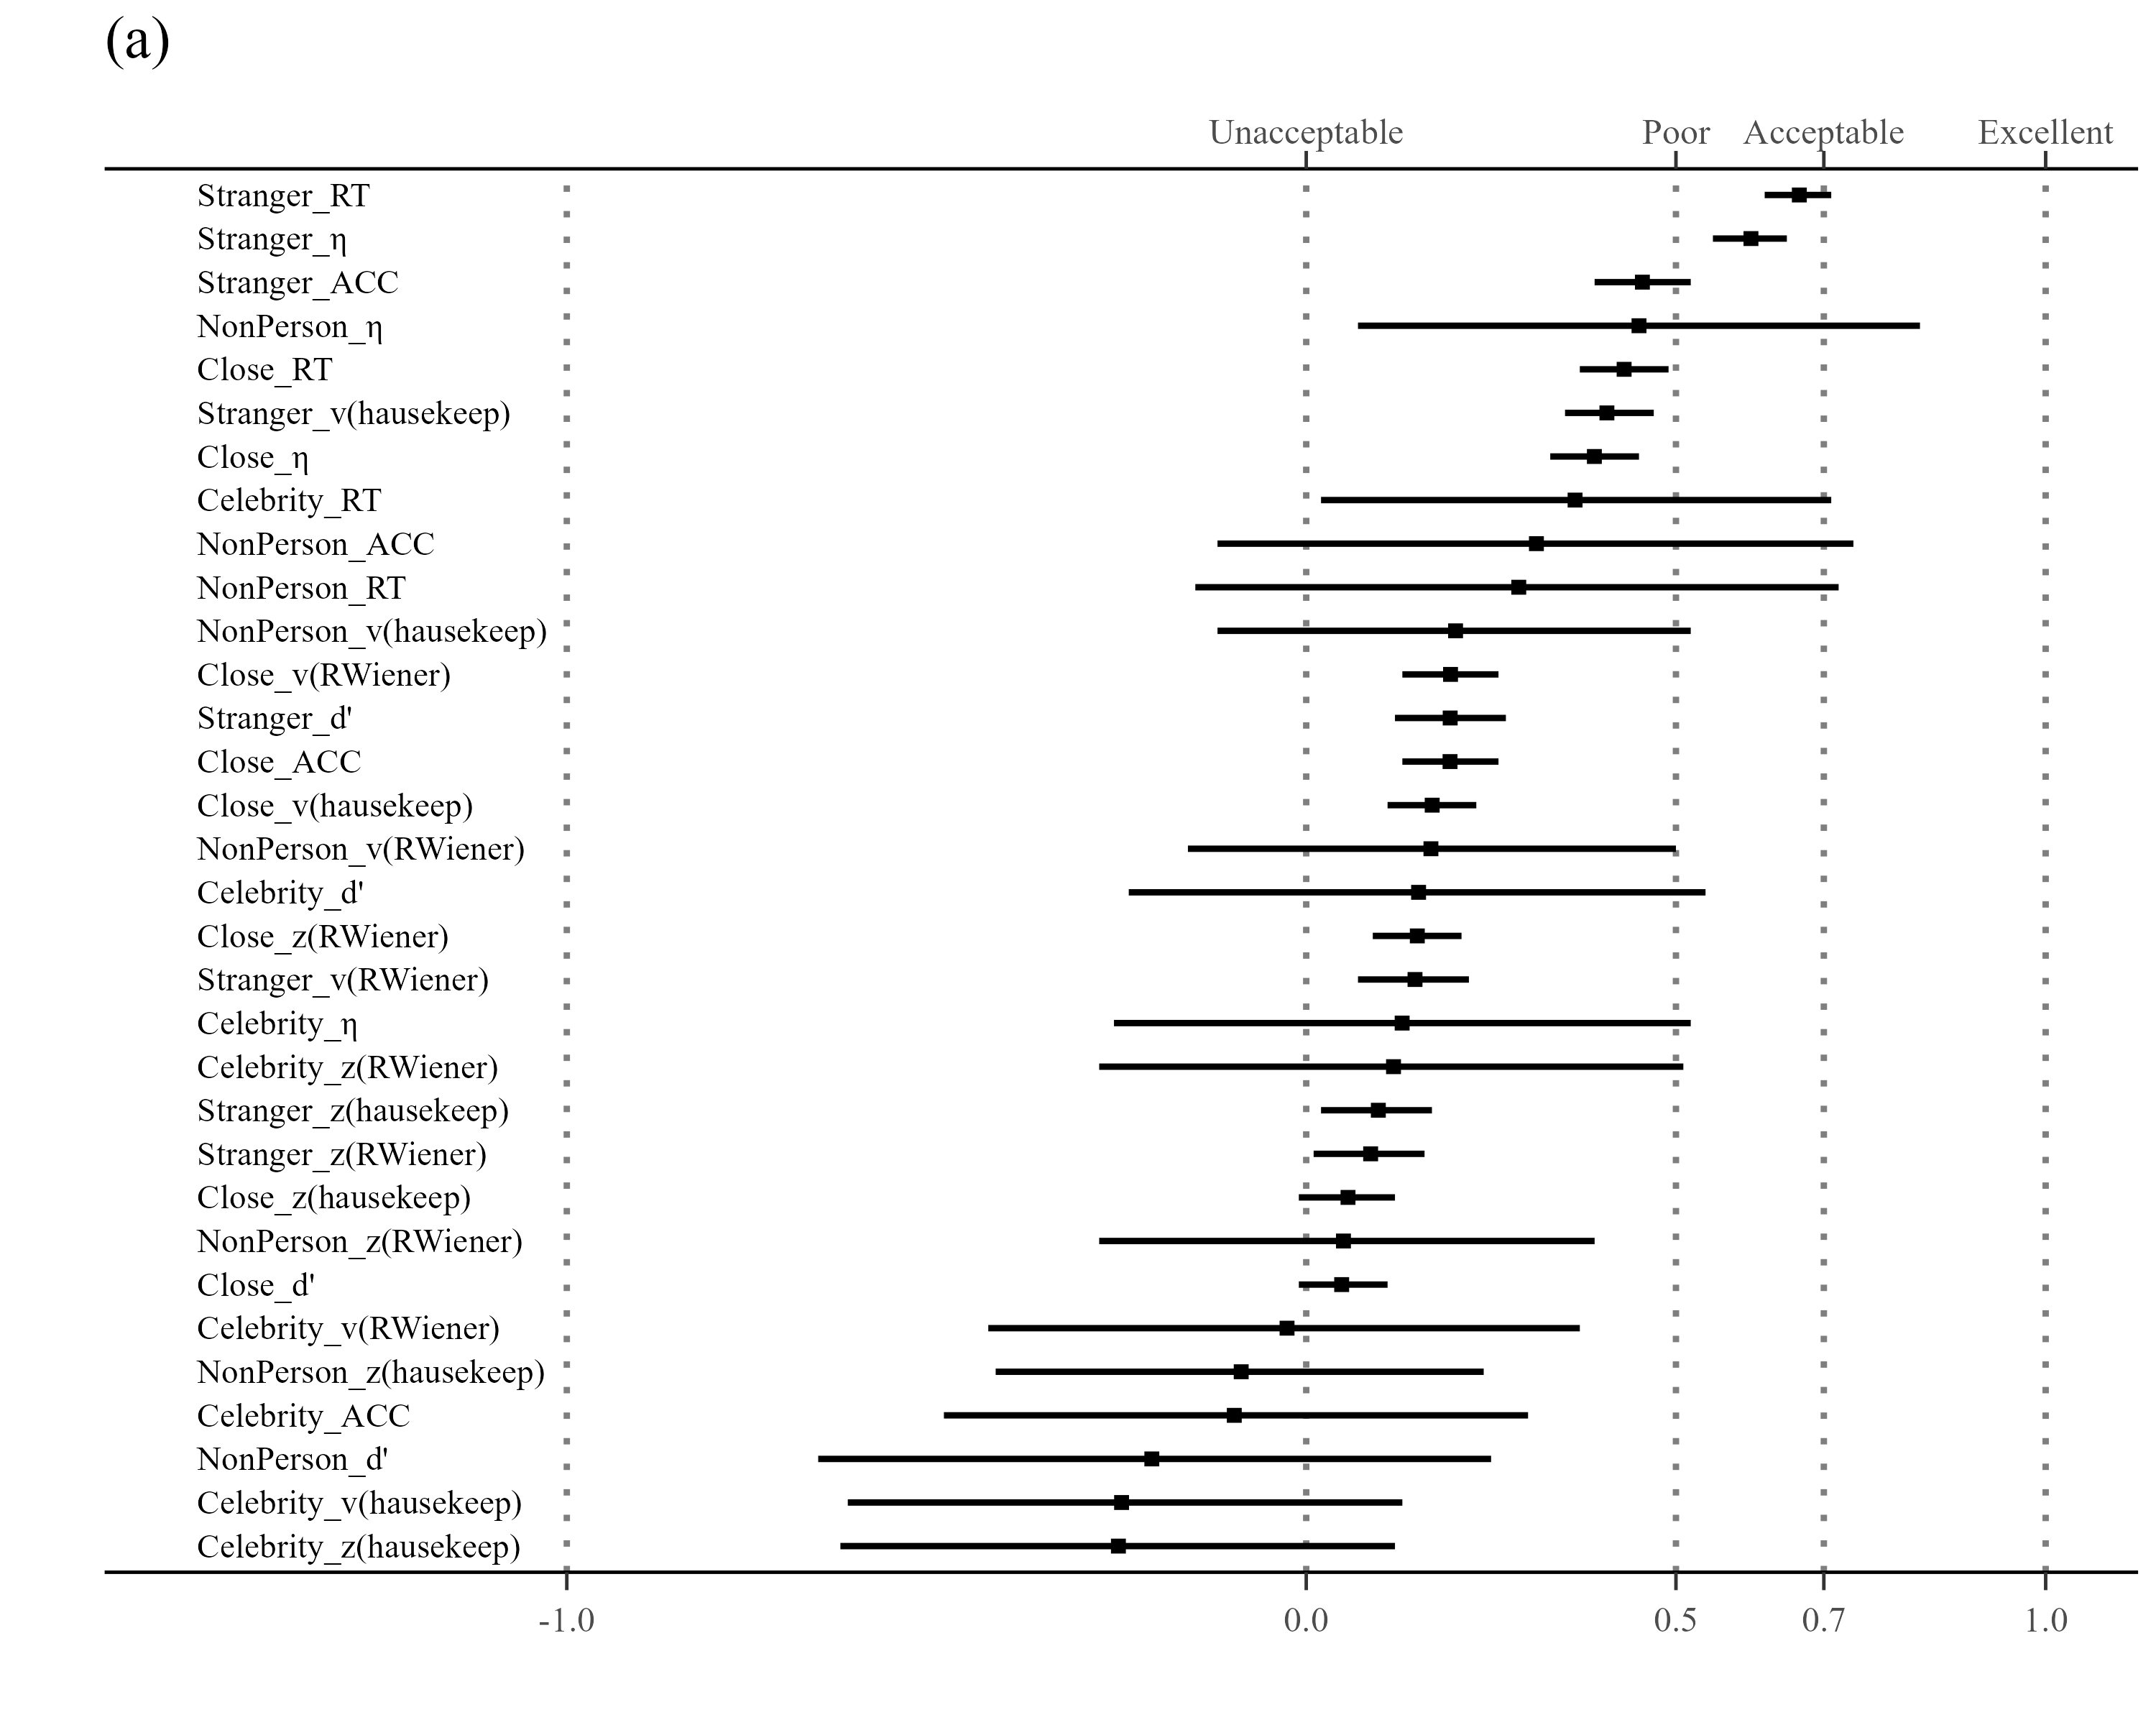 (a)
Unacceptable Poor Acceptable Excellent
Stranger_RT
Stranger_η
Stranger_ACC
NonPerson_η
Close_RT
Stranger_v(hausekeep)
Close_η
Celebrity_RT
NonPerson_ACC
NonPerson_RT
NonPerson_v(hausekeep)
Close_v(RWiener)
Stranger_d'
Close_ACC
Close_v(hausekeep)
NonPerson_v(RWiener)
Celebrity_d'
Close_z(RWiener)
Stranger_v(RWiener)
Celebrity_η
Celebrity_z(RWiener)
Stranger_z(hausekeep)
Stranger_z(RWiener)
Close_z(hausekeep)
NonPerson_z(RWiener)
Close_d'
Celebrity_v(RWiener)
NonPerson_z(hausekeep)
Celebrity_ACC
NonPerson_d'
Celebrity_v(hausekeep)
Celebrity_z(hausekeep)
-1.0 0.0 0.5 0.7 1.0